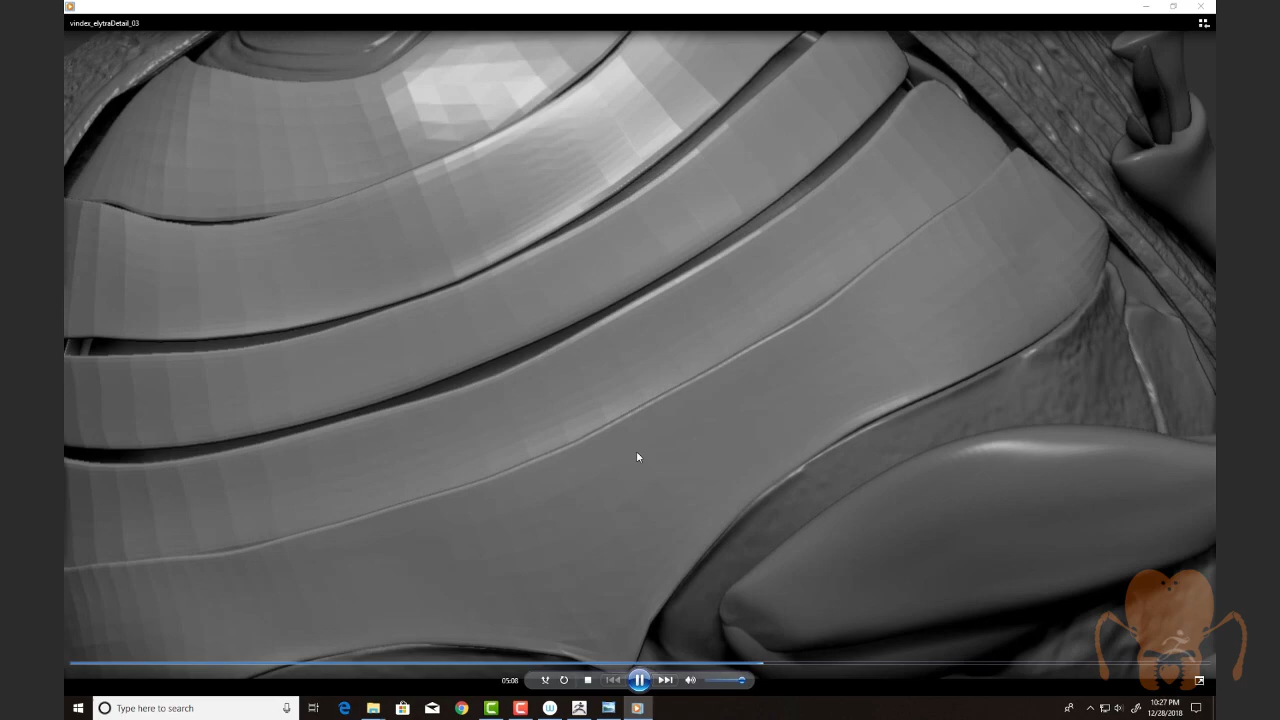 vindex_elytraDetail_03
05:08
Type here to search
10:27 PM
12/28/2018